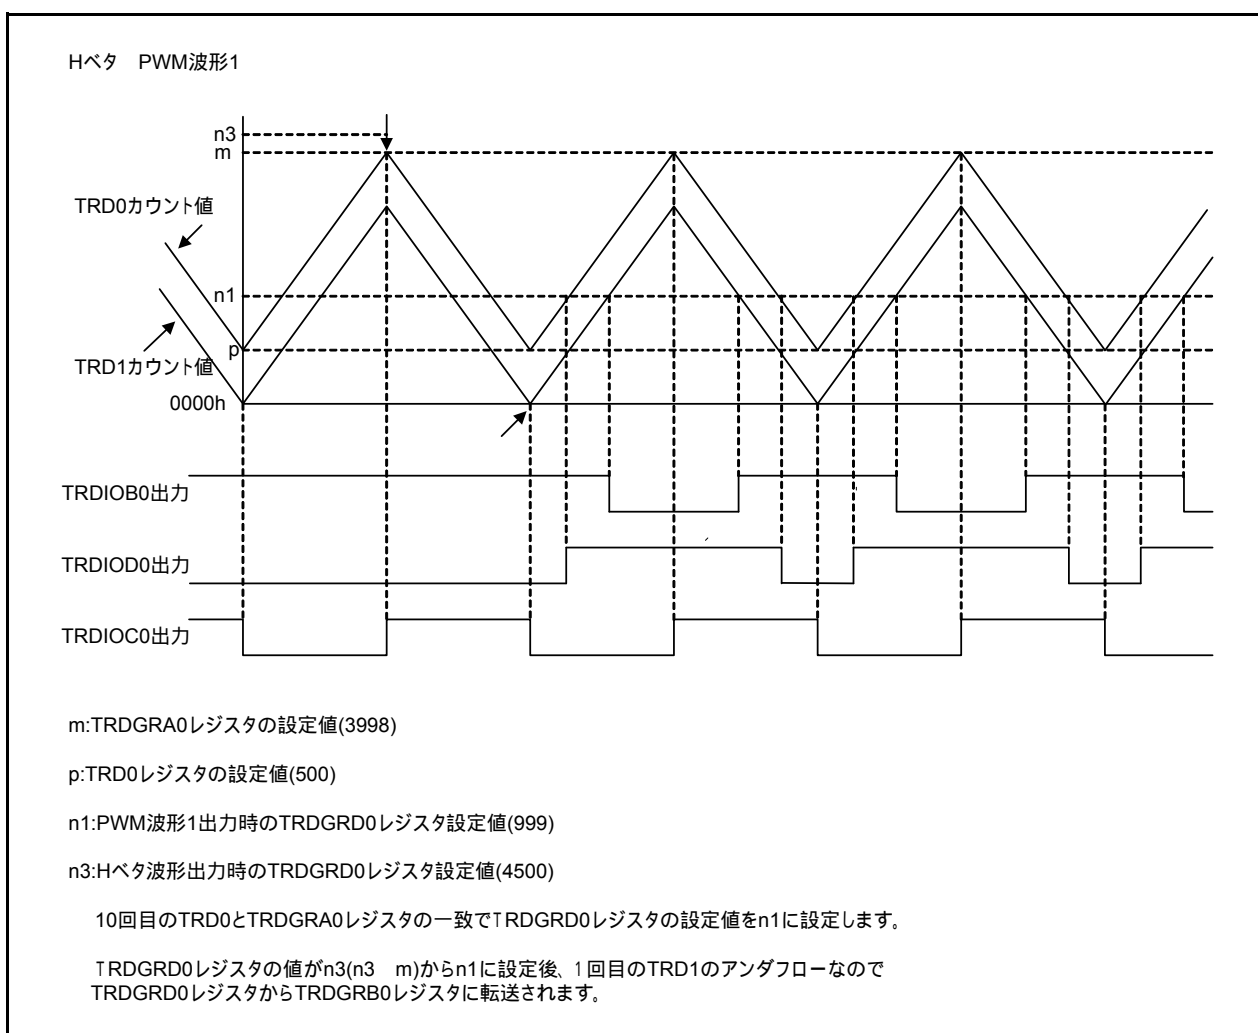 Hベタ　PWM波形1
n3
m
TRD0カウント値
n1
p
TRD1カウント値
0000h
TRDIOB0出力
TRDIOD0出力
TRDIOC0出力
m:TRDGRA0レジスタの設定値(3998)
p:TRD0レジスタの設定値(500)
n1:PWM波形1出力時のTRDGRD0レジスタ設定値(999)
n3:Hベタ波形出力時のTRDGRD0レジスタ設定値(4500)
10回目のTRD0とTRDGRA0レジスタの一致でTRDGRD0レジスタの設定値をn1に設定します。
TRDGRD0レジスタの値がn3(n3　m)からn1に設定後、1回目のTRD1のアンダフローなので
TRDGRD0レジスタからTRDGRB0レジスタに転送されます。